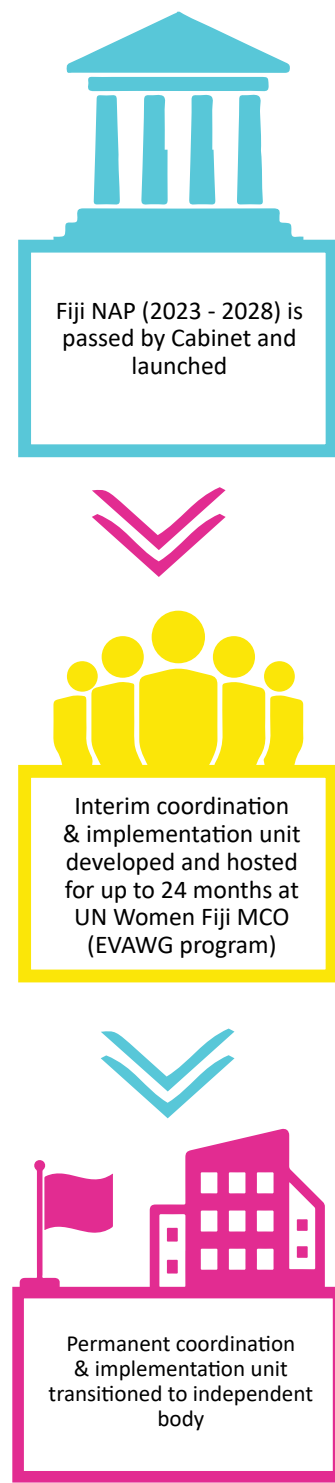 Fiji NAP (2023 - 2028) is
passed by Cabinet and
launched
Interim coordination
& implementation unit
developed and hosted
for up to 24 months at
UN Women Fiji MCO
(EVAWG program)
Permanent coordination
& implementation unit
transitioned to independent
body